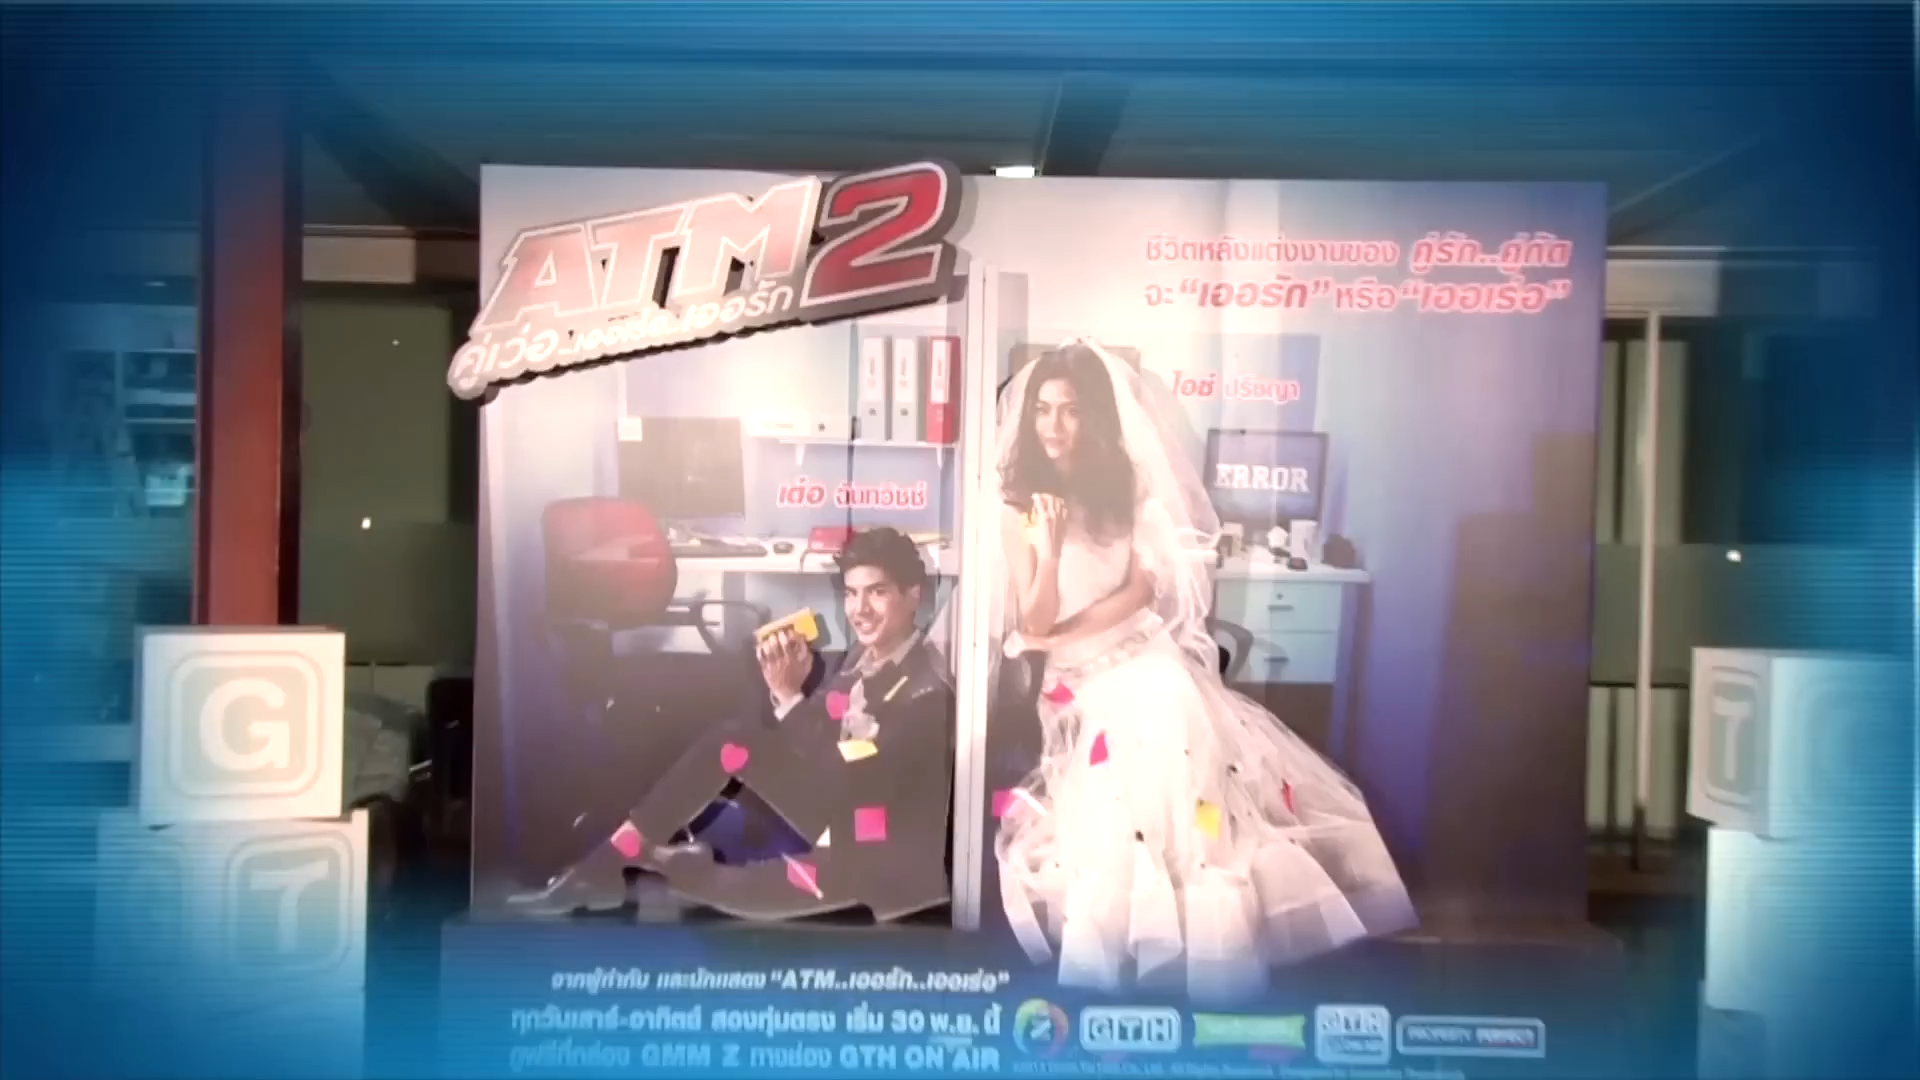 ATM 2
คู่เว่อ..เออเร่อ..เออรัก
ชีวิตหลังแต่งงานของ คู่รัก..คู่กัด
จะ "เออรัก" หรือ "เออเร่อ"
ไอซ์ ปรีชญา
ERROR
เต๋อ ฉันทวิชช์
G
T
T
จากผู้กำกับ และนักแสดง "ATM..เออรัก..เออเร่อ"
ทุกวันเสาร์-อาทิตย์ สองทุ่มตรง เริ่ม 30 พ.ย. นี้
ดูฟรีที่กล่อง GMM Z ทางช่อง GTH ON AIR
Z
GTH
GTH
PROPERTY PERFECT